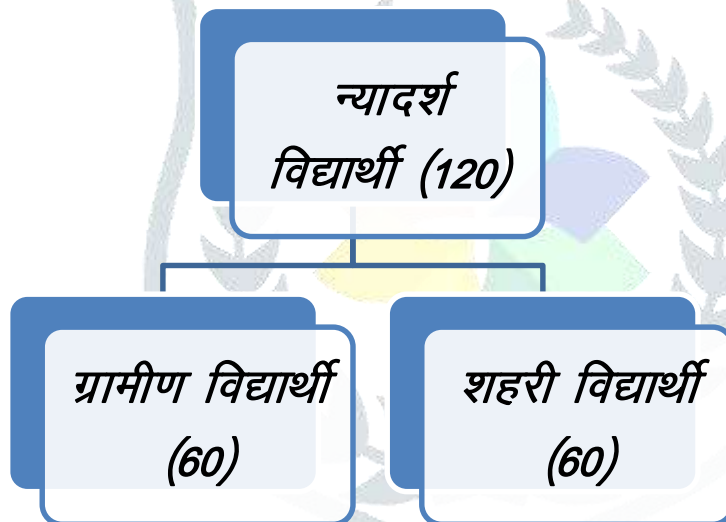 न्यादर्श
विद्यार्थी (120)
ग्रामीण विद्यार्थी
(60)
शहरी विद्यार्थी
(60)